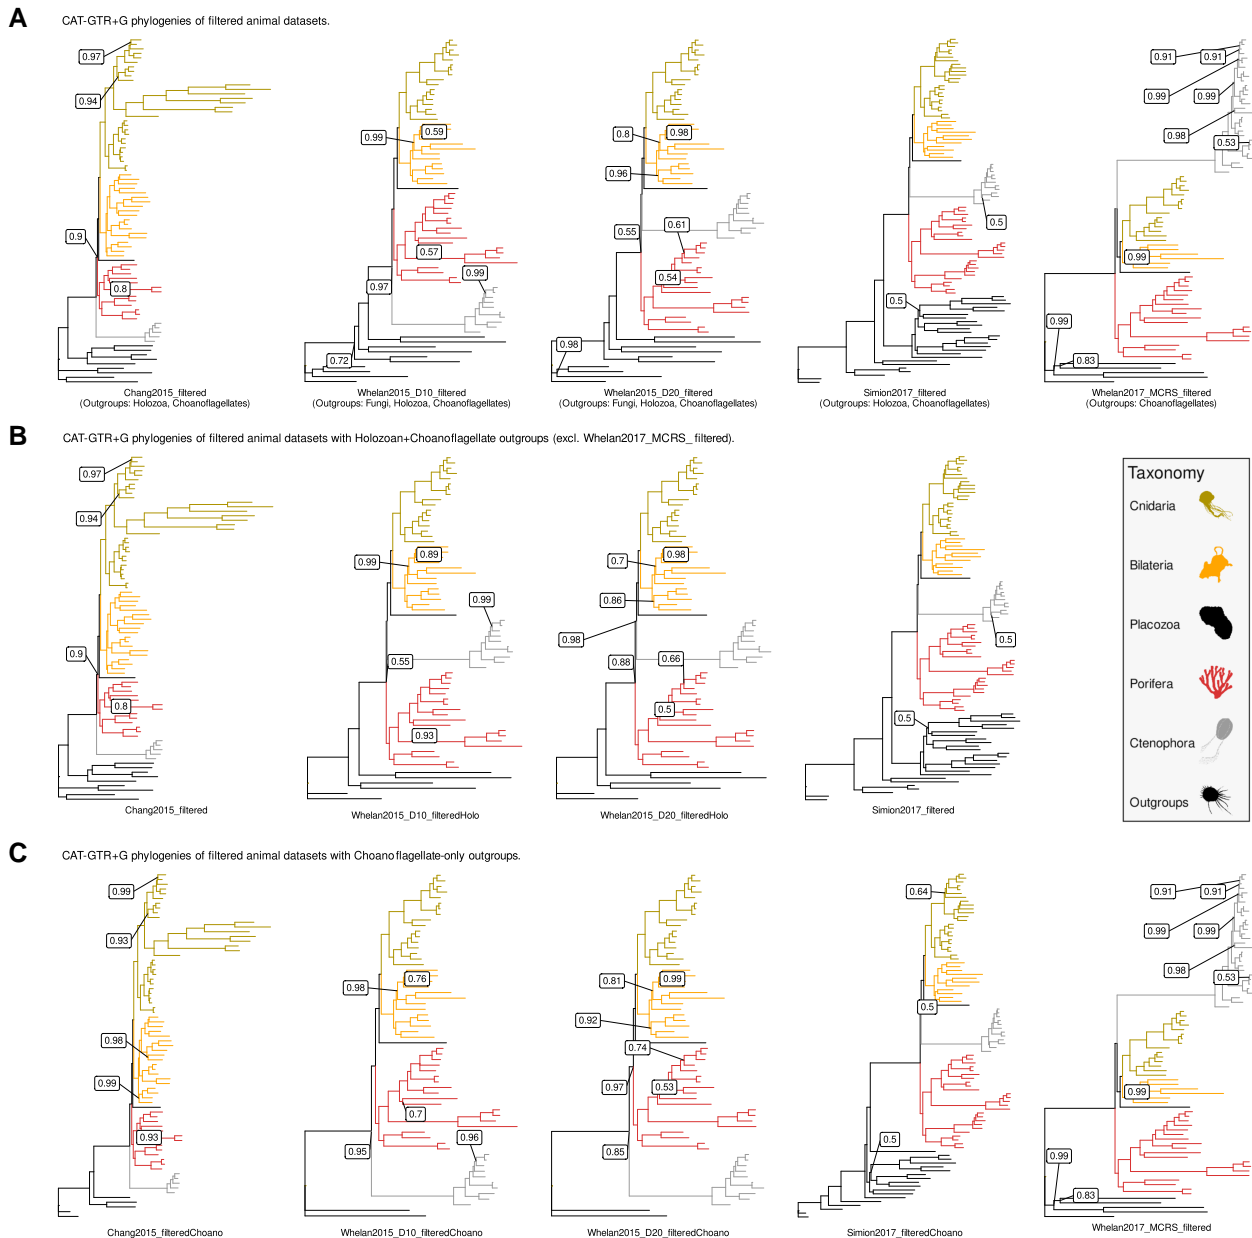 A
CAT-GTR+G phylogenies of filtered animal datasets.
0.97
0.94
0.9
0.8
Chang2015_filtered
(Outgroups: Holozoa, Choanoflagellates)
0.99
0.59
0.57
0.99
0.97
0.72
Whelan2015_D10_filtered
(Outgroups: Fungi, Holozoa, Choanoflagellates)
0.8
0.98
0.96
0.55
0.61
0.54
0.98
Whelan2015_D20_filtered
(Outgroups: Fungi, Holozoa, Choanoflagellates)
0.5
0.5
Simion2017_filtered
(Outgroups: Holozoa, Choanoflagellates)
0.91
0.91
0.99
0.99
0.98
0.53
0.99
0.99
0.83
Whelan2017_MCRS_filtered
(Outgroups: Choanoflagellates)
B
CAT-GTR+G phylogenies of filtered animal datasets with Holozoan+Choanoflagellate outgroups (excl. Whelan2017_MCRS_filtered).
0.97
0.94
0.9
0.8
Chang2015_filtered
0.99
0.89
0.99
0.55
0.93
Whelan2015_D10_filteredHolo
0.7
0.98
0.86
0.98
0.88
0.66
0.5
Whelan2015_D20_filteredHolo
0.5
0.5
Simion2017_filtered
Taxonomy
Cnidaria
Bilateria
Placozoa
Porifera
Ctenophora
Outgroups
C
CAT-GTR+G phylogenies of filtered animal datasets with Choanoflagellate-only outgroups.
0.99
0.93
0.98
0.99
0.93
Chang2015_filteredChoano
0.98
0.76
0.7
0.96
0.95
Whelan2015_D10_filteredChoano
0.81
0.99
0.92
0.74
0.97
0.53
0.85
Whelan2015_D20_filteredChoano
0.64
0.5
0.5
Simion2017_filteredChoano
0.91
0.91
0.99
0.99
0.98
0.53
0.99
0.99
0.83
Whelan2017_MCRS_filtered